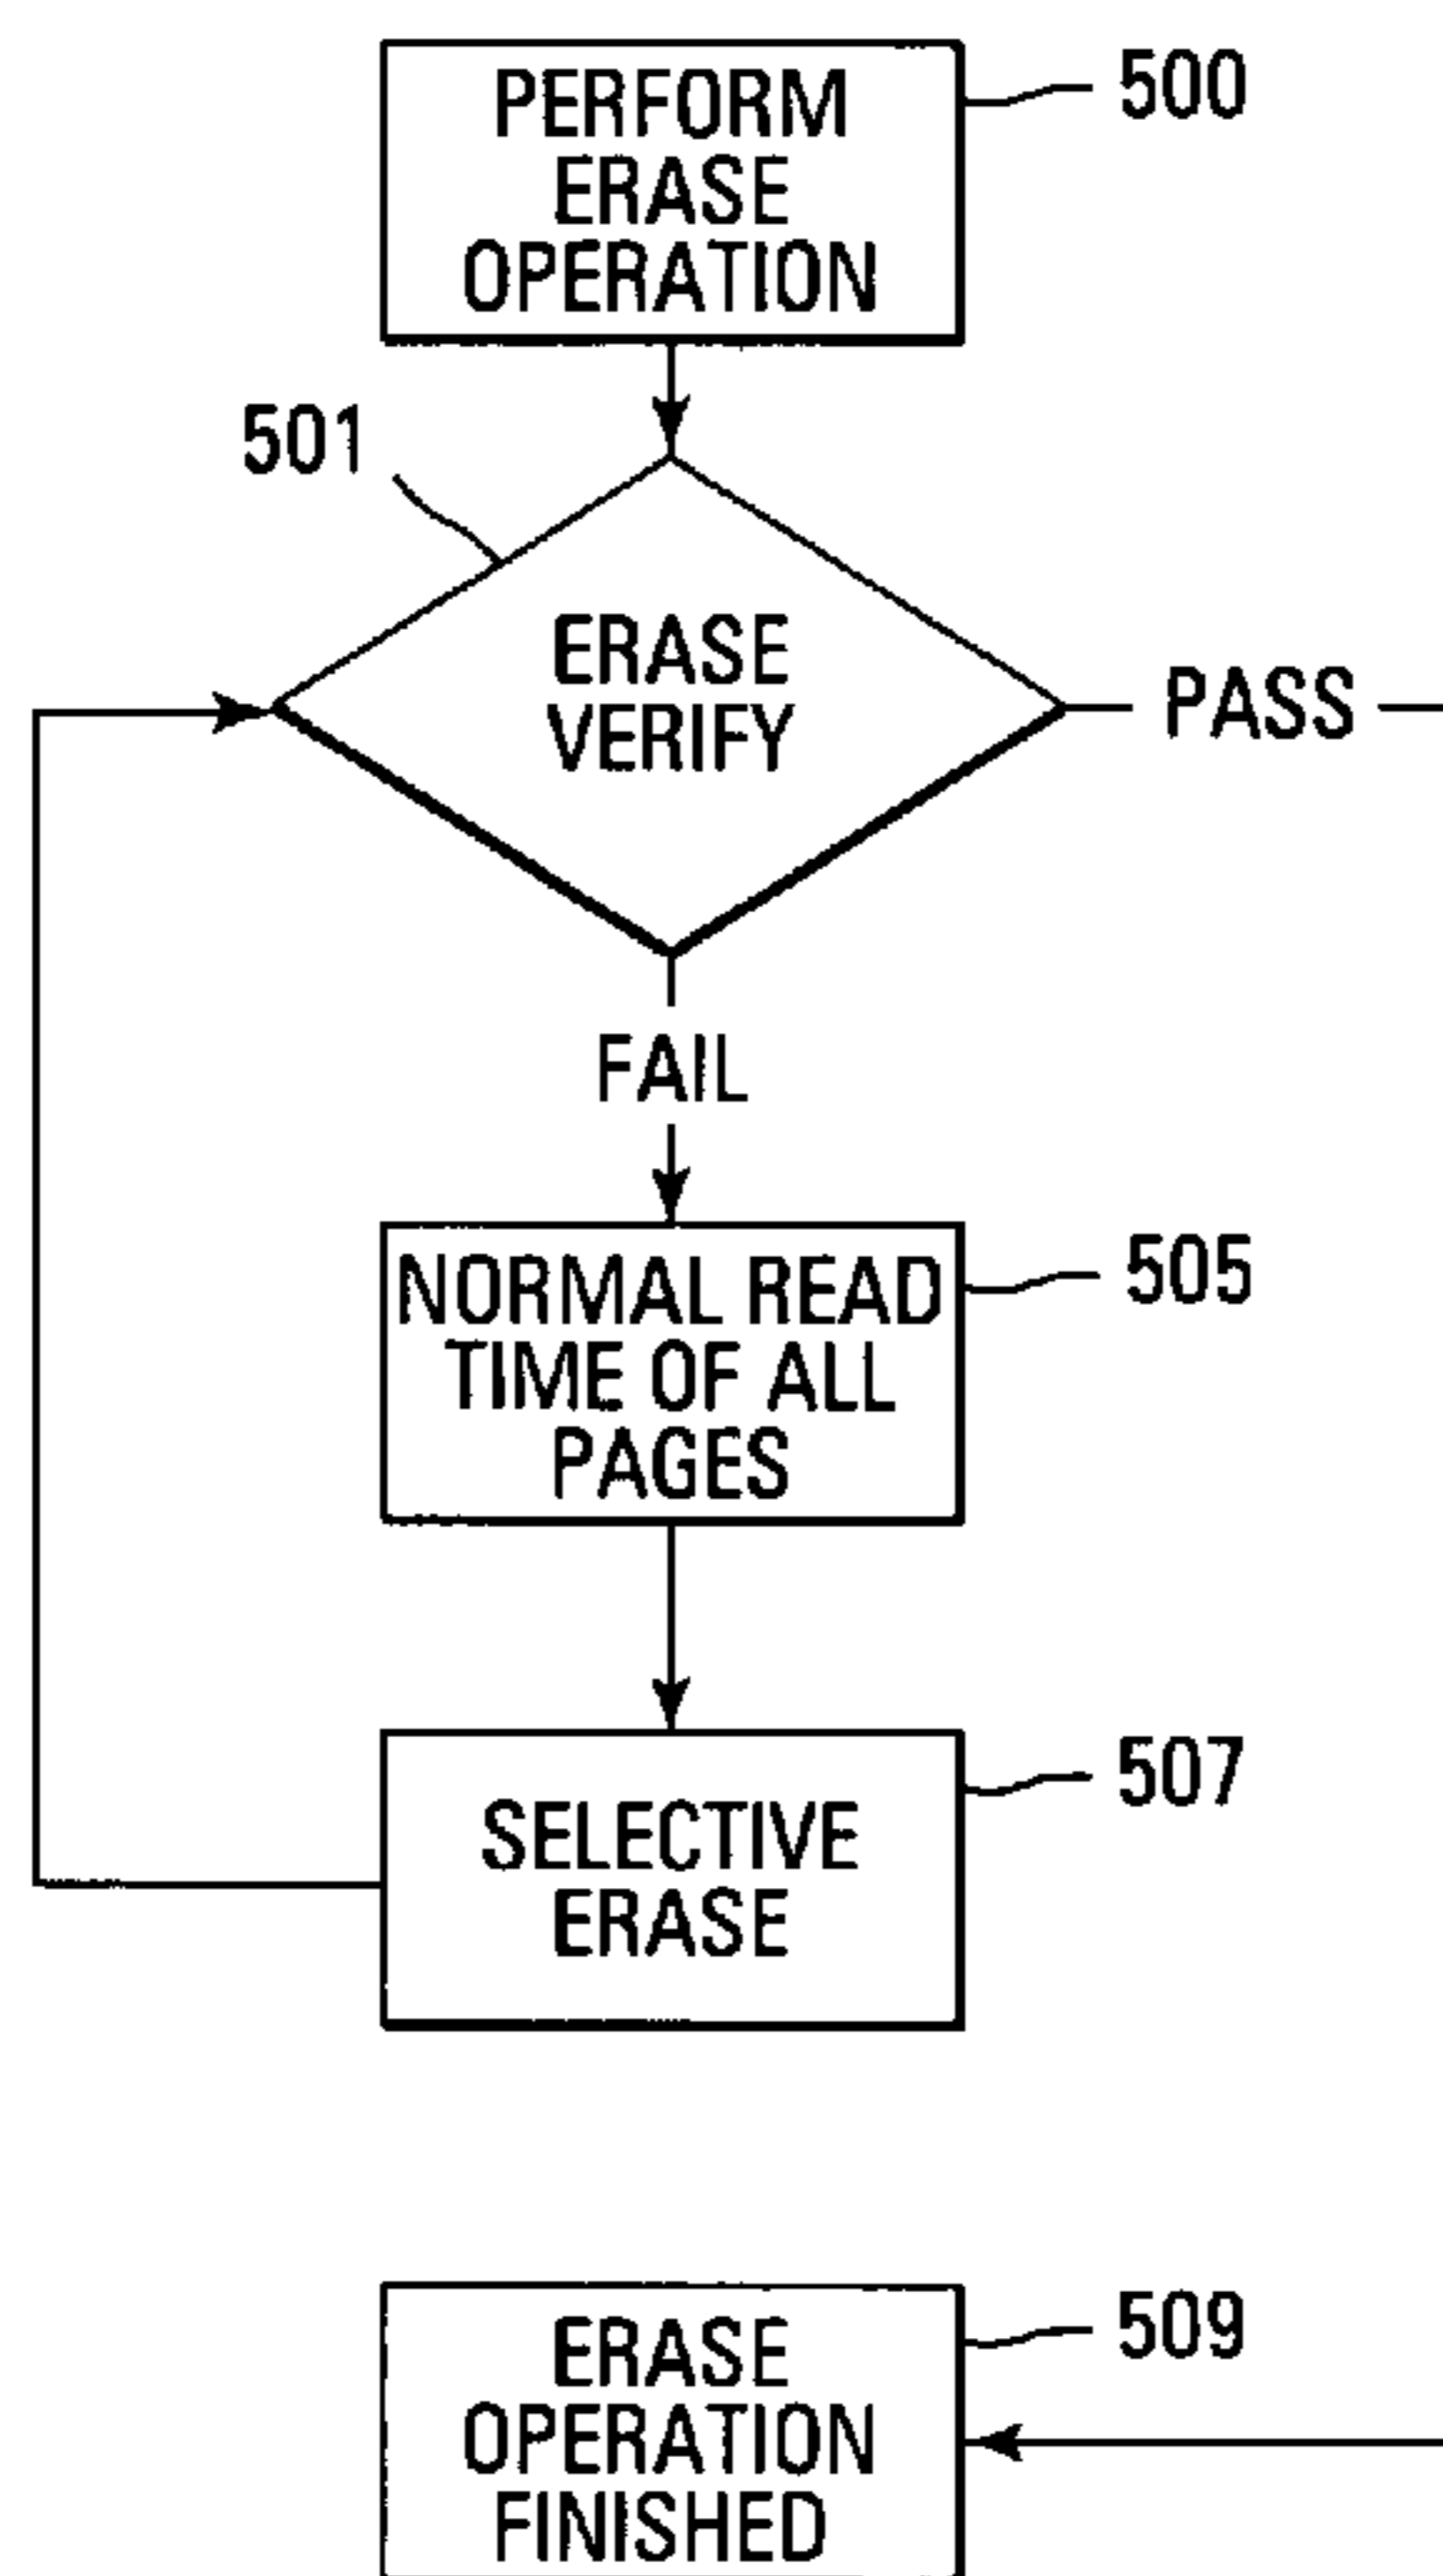 PERFORM
ERASE
OPERATION
500
501
ERASE
VERIFY
PASS
FAIL
NORMAL READ
TIME OF ALL
PAGES
505
SELECTIVE
ERASE
507
ERASE
OPERATION
FINISHED
509